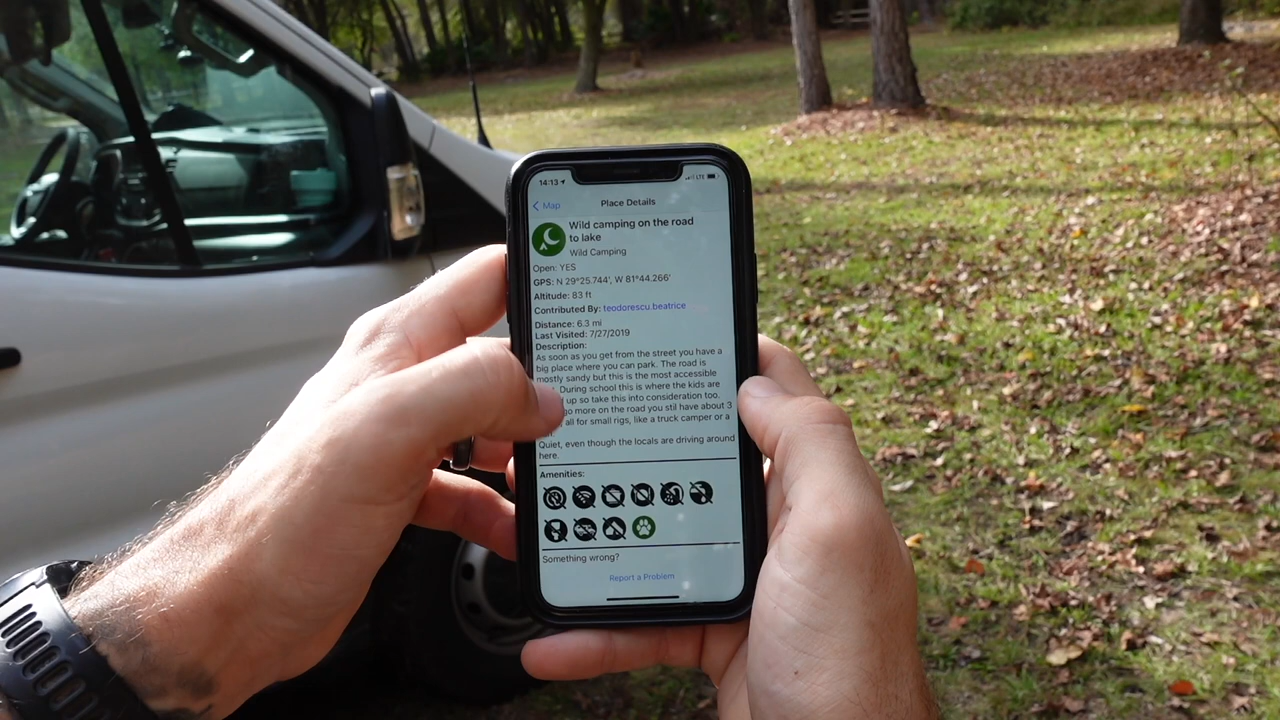 14:13
LTE
Map
Place Details
Wild camping on the road
to lake
Wild Camping
Open: YES
GPS: N 29°25.744', W 81°44.266'
Altitude: 83 ft
Contributed By: teodorescu.beatrice
Distance: 6.3 mi
Last Visited: 7/27/2019
Description:
As soon as you get from the street you have a
big place where you can park. The road is
mostly sandy but this is the most accessible
During school this is where the kids are
up so take this into consideration too.
go more on the road you stil have about 3
all for small rigs, like a truck camper or a
Quiet, even though the locals are driving around
here.
Amenities:
Something wrong?
Report a Problem